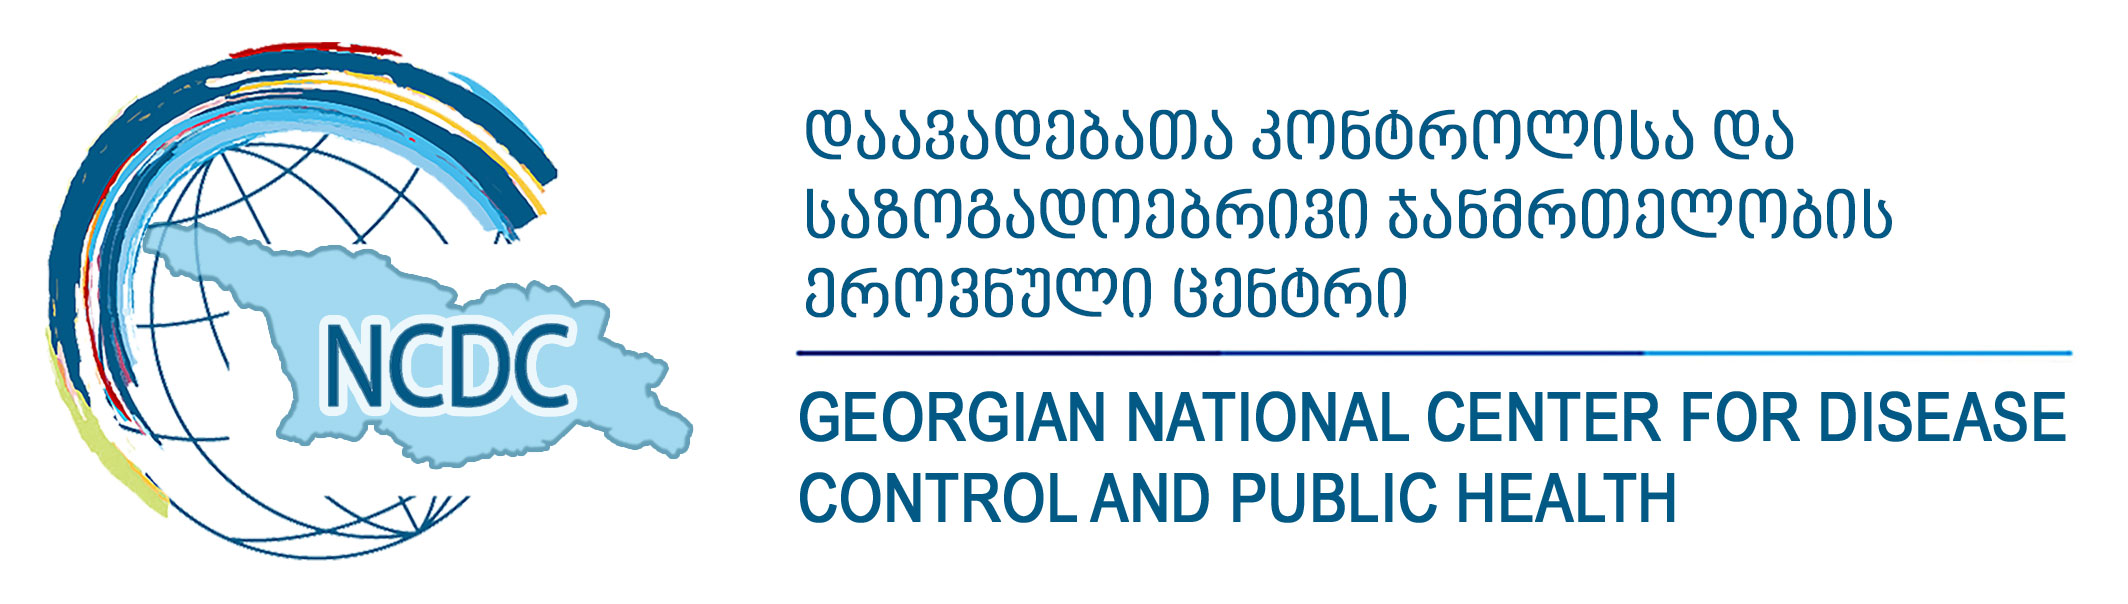 NCDC
დაავადებათა კონტროლისა და
საზოგადოებრივი ჯანმრთელობის
ეროვნული ცენტრი
GEORGIAN NATIONAL CENTER FOR DISEASE
CONTROL AND PUBLIC HEALTH